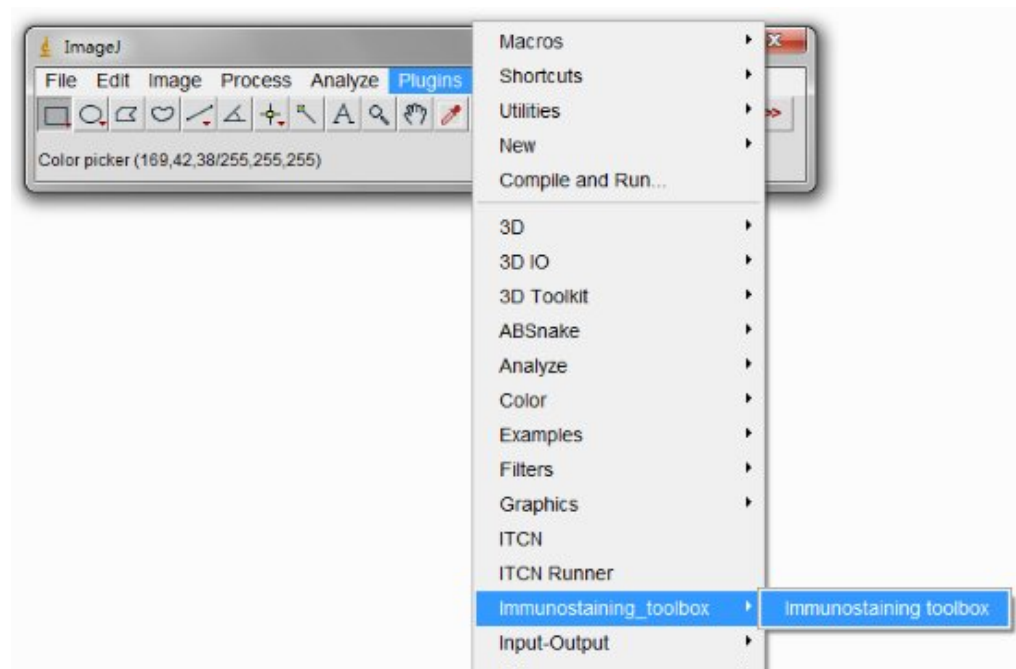 ImageJ
File Edit Image Process Analyze Plugins
A
>>
Color picker (169,42,38/255,255,255)
Macros
Shortcuts
Utilities
New
Compile and Run...
3D
3D IO
3D Toolkit
ABSnake
Analyze
Color
Examples
Filters
Graphics
ITCN
ITCN Runner
Immunostaining_toolbox
Immunostaining toolbox
Input-Output